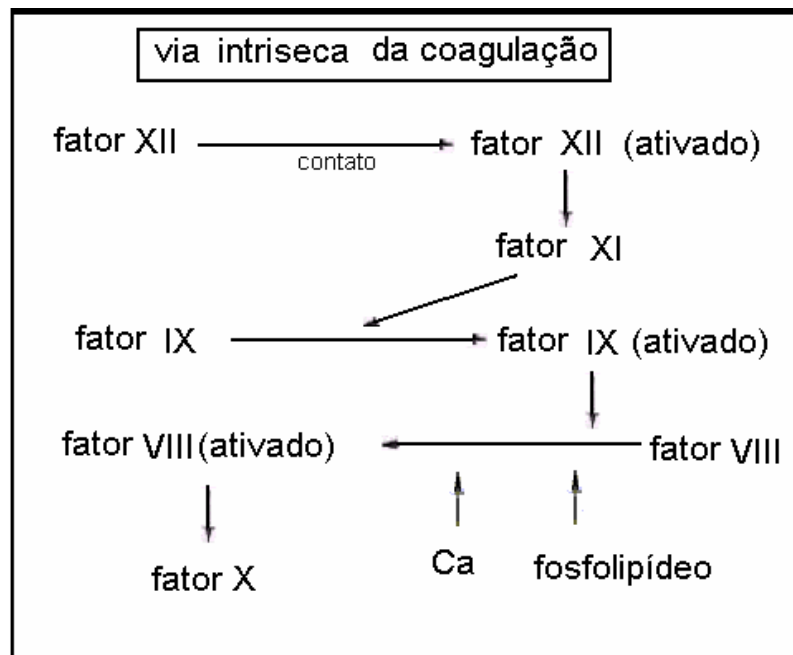 via intriseca da coagulação
fator XII
contato
fator XII (ativado)
fator XI
fator IX
fator IX (ativado)
fator VIII (ativado)
fator VIII
fator X
Ca
fosfolipídeo